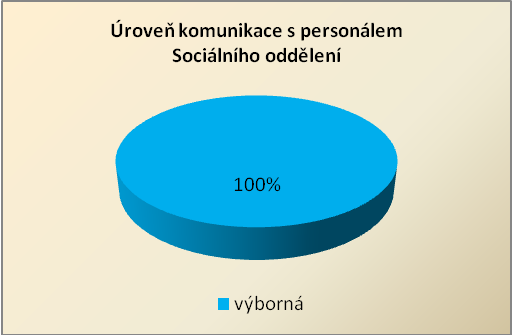 Úroveň komunikace s personálem
Sociálního oddělení
100%
výborná